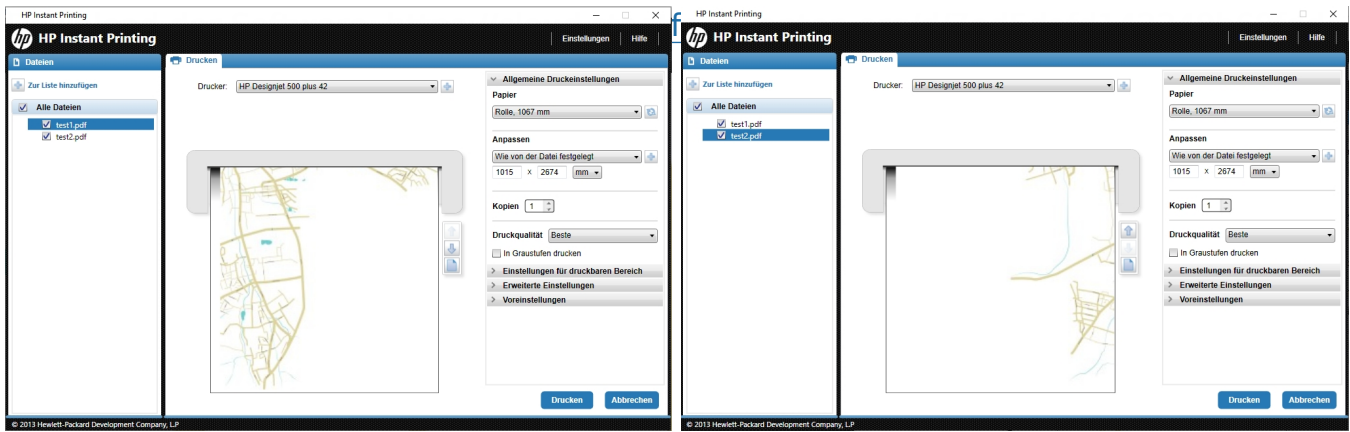 HP Instant Printing
hp HP Instant Printing
Einstellungen Hilfe
Dateien
Zur Liste hinzufügen
Alle Dateien
test1.pdf
test2.pdf
Drucken
Drucker: HP Designjet 500 plus 42
Allgemeine Druckeinstellungen
Papier
Rolle, 1067 mm
Anpassen
Wie von der Datei festgelegt
1015 x 2674 mm
Kopien 1
Druckqualität Beste
In Graustufen drucken
Einstellungen für druckbaren Bereich
Erweiterte Einstellungen
Voreinstellungen
Drucken Abbrechen
© 2013 Hewlett-Packard Development Company, L.P
f
HP Instant Printing
hp HP Instant Printing
Einstellungen Hilfe
Dateien
Zur Liste hinzufügen
Alle Dateien
test1.pdf
test2.pdf
Drucken
Drucker: HP Designjet 500 plus 42
Allgemeine Druckeinstellungen
Papier
Rolle, 1067 mm
Anpassen
Wie von der Datei festgelegt
1015 x 2674 mm
Kopien 1
Druckqualität Beste
In Graustufen drucken
Einstellungen für druckbaren Bereich
Erweiterte Einstellungen
Voreinstellungen
Drucken Abbrechen
© 2013 Hewlett-Packard Development Company, L.P